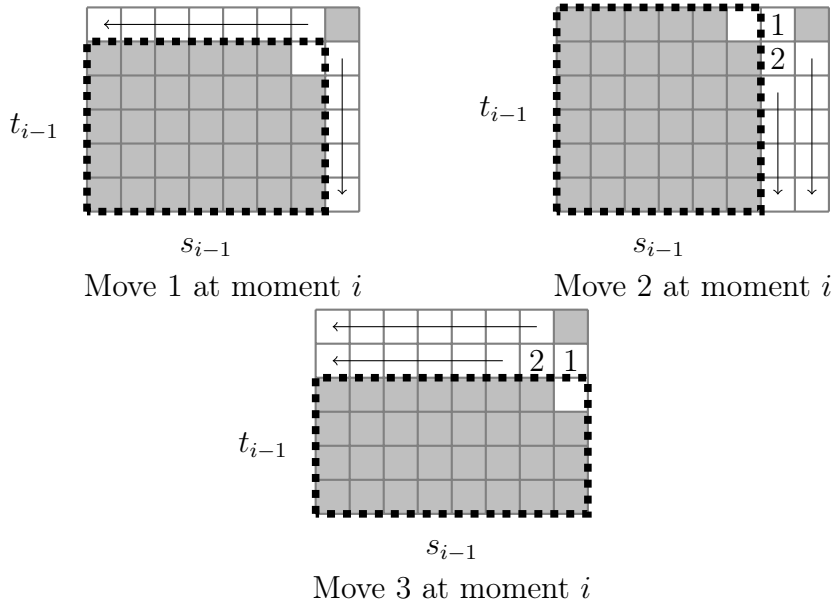 1
2
t_{i−1}
t_{i−1}
s_{i−1}
s_{i−1}
Move 1 at moment i
Move 2 at moment i
2 1
t_{i−1}
s_{i−1}
Move 3 at moment i